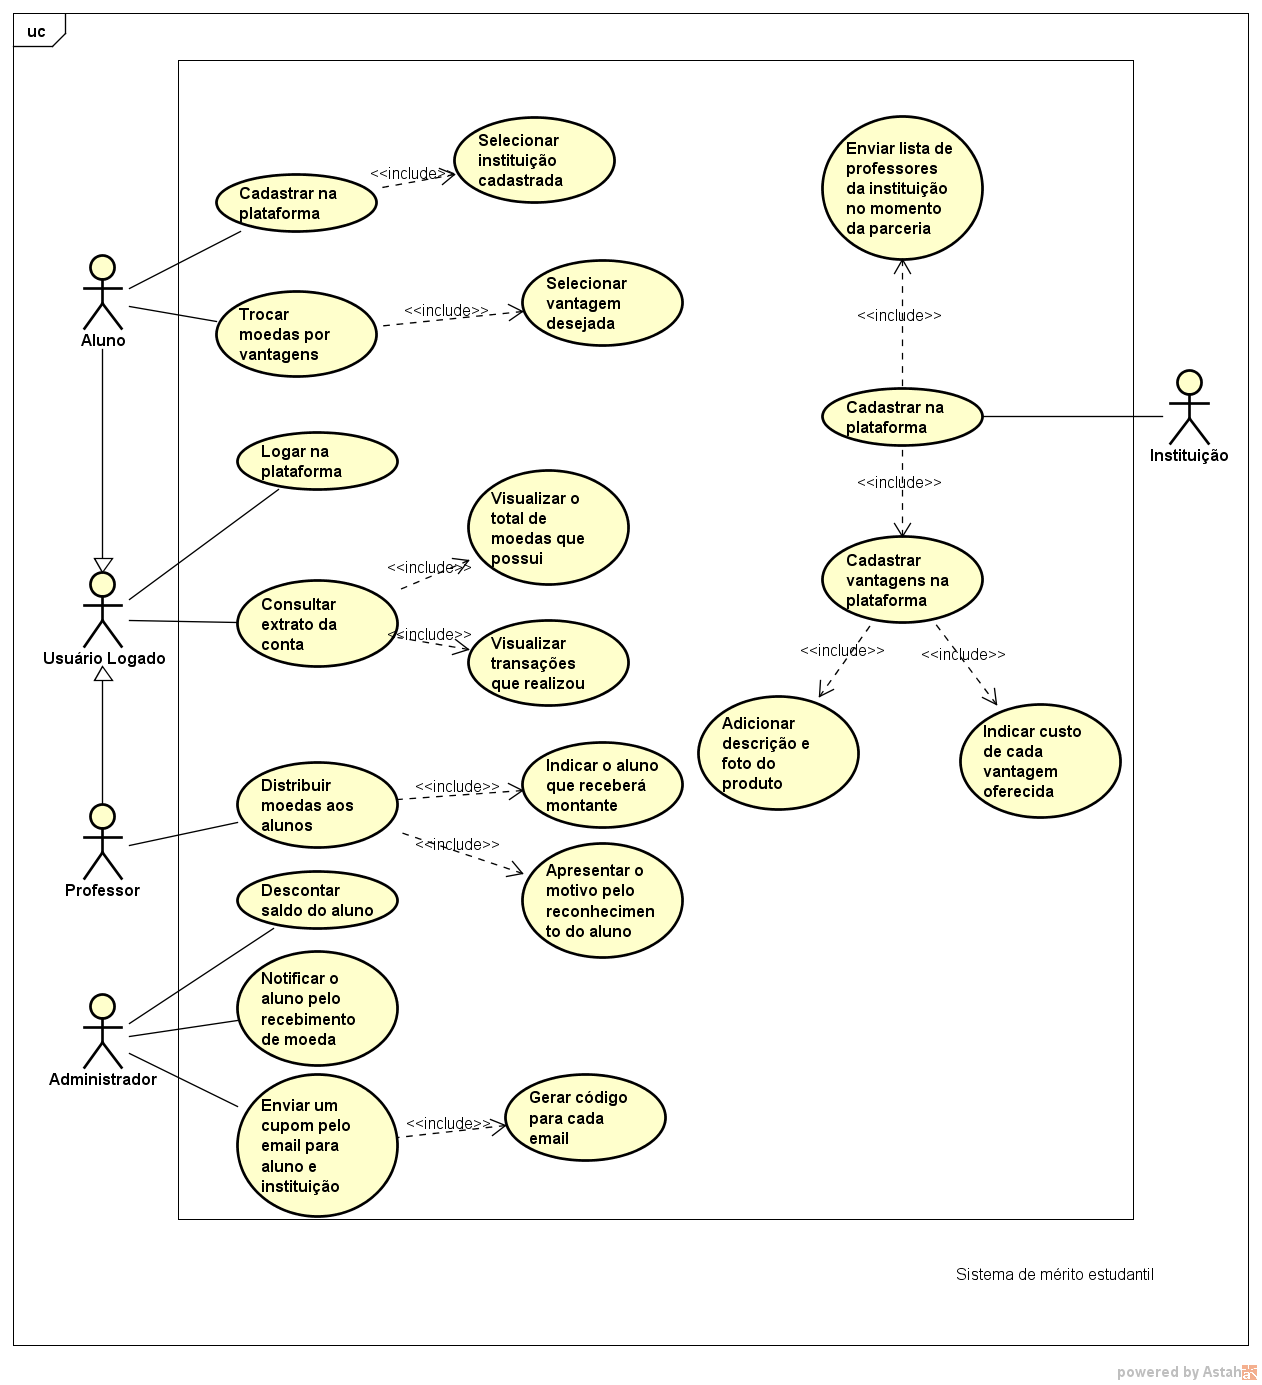 uc
Selecionar
instituição
cadastrada
<<include>>
Cadastrar na
plataforma
Aluno
Trocar
moedas por
vantagens
<<include>>
Selecionar
vantagem
desejada
Enviar lista de
professores
da instituição
no momento
da parceria
<<include>>
Cadastrar na
plataforma
Instituição
<<include>>
Cadastrar
vantagens na
plataforma
<<include>>
<<include>>
Adicionar
descrição e
foto do
produto
Indicar custo
de cada
vantagem
oferecida
Logar na
plataforma
Usuário Logado
Consultar
extrato da
conta
<<include>>
Visualizar o
total de
moedas que
possui
<<include>>
Visualizar
transações
que realizou
Professor
Distribuir
moedas aos
alunos
<<include>>
Indicar o aluno
que receberá
montante
<<include>>
Apresentar o
motivo pelo
reconhecimen
to do aluno
Descontar
saldo do aluno
Administrador
Notificar o
aluno pelo
recebimento
de moeda
Enviar um
cupom pelo
email para
aluno e
instituição
<<include>>
Gerar código
para cada
email
Sistema de mérito estudantil
powered by Astah